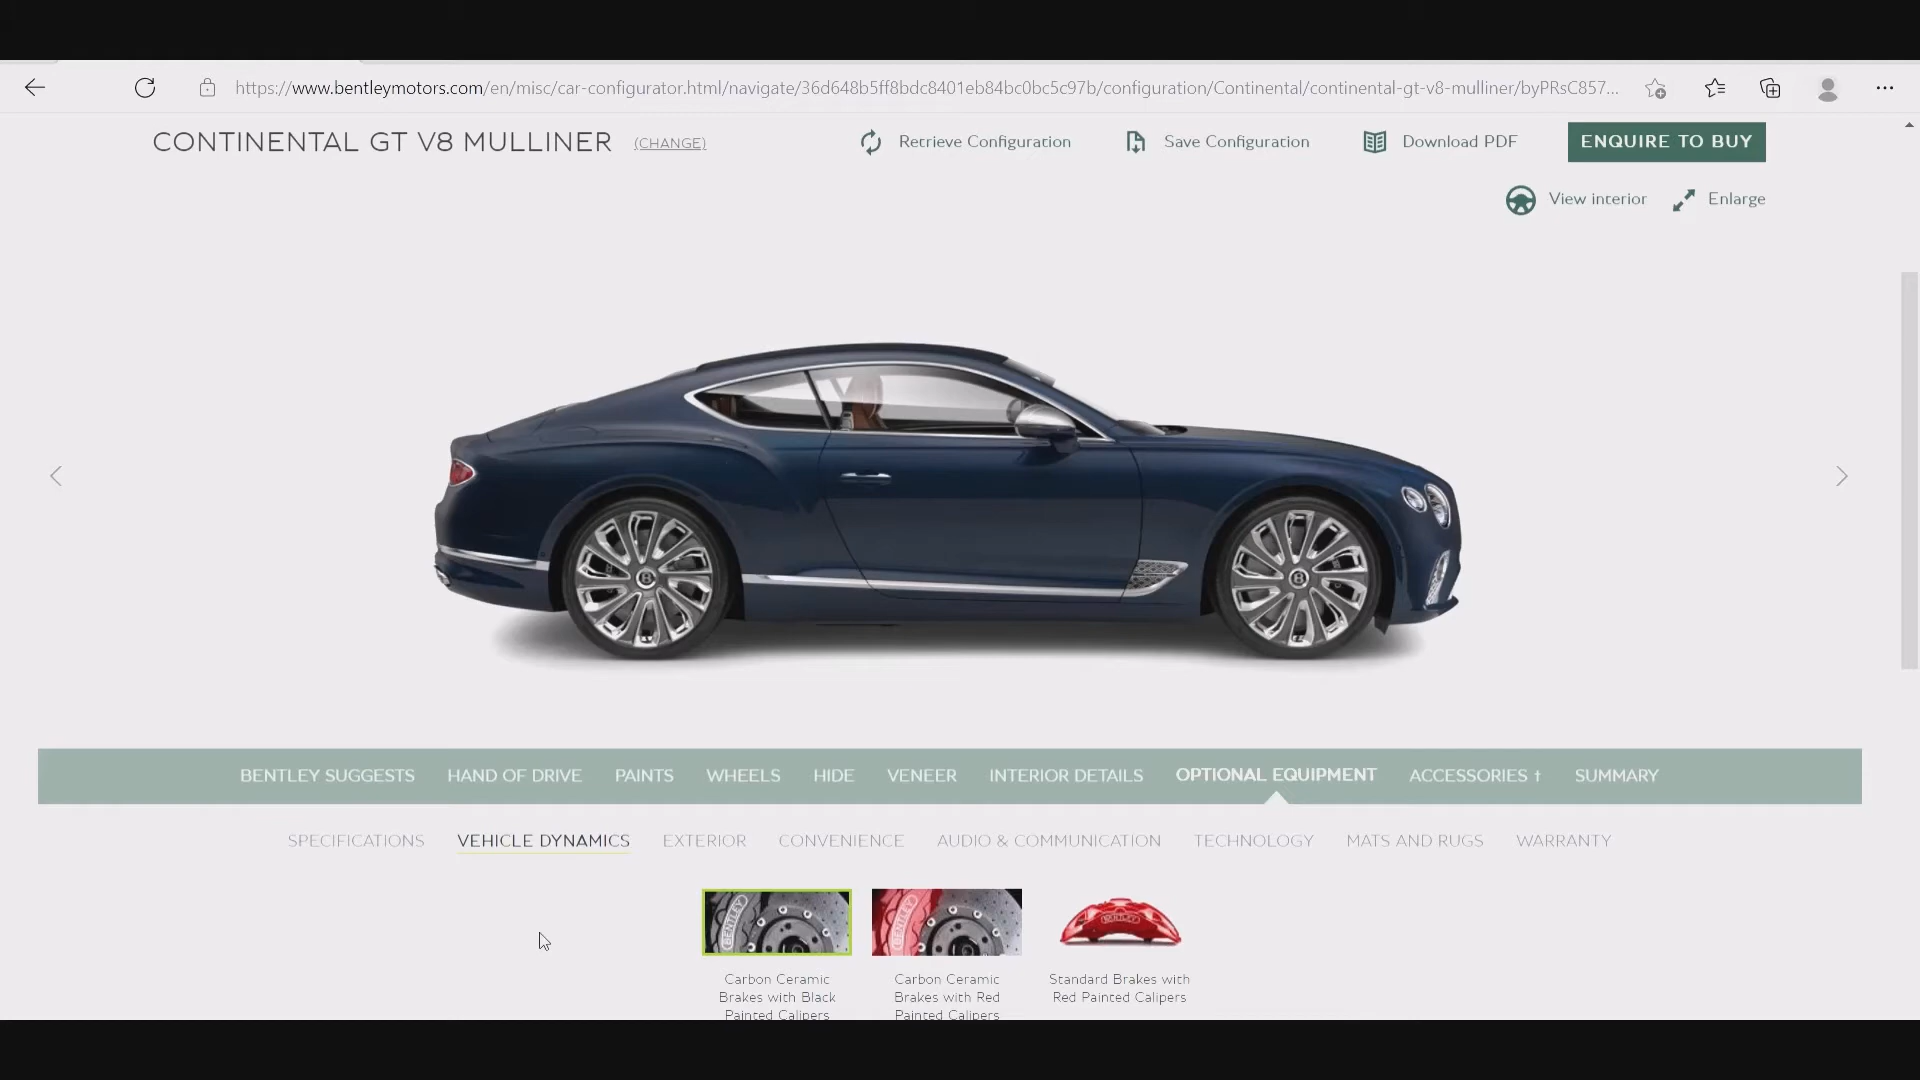 https://www.bentleymotors.com/en/misc/car-configurator.html/navigate/36d648b5ff8bdc8401eb84bc0bc5c97b/configuration/Continental/continental-gt-v8-mulliner/byPRsC857...
CONTINENTAL GT V8 MULLINER (CHANGE) Retrieve Configuration Save Configuration Download PDF ENQUIRE TO BUY
View interior Enlarge
BENTLEY SUGGESTS HAND OF DRIVE PAINTS WHEELS HIDE VENEER INTERIOR DETAILS OPTIONAL EQUIPMENT ACCESSORIES † SUMMARY
SPECIFICATIONS VEHICLE DYNAMICS EXTERIOR CONVENIENCE AUDIO & COMMUNICATION TECHNOLOGY MATS AND RUGS WARRANTY
BENTLEY BENTLEY BENTLEY
Carbon Ceramic Brakes with Black Painted Calipers
Carbon Ceramic Brakes with Red Painted Calipers
Standard Brakes with Red Painted Calipers